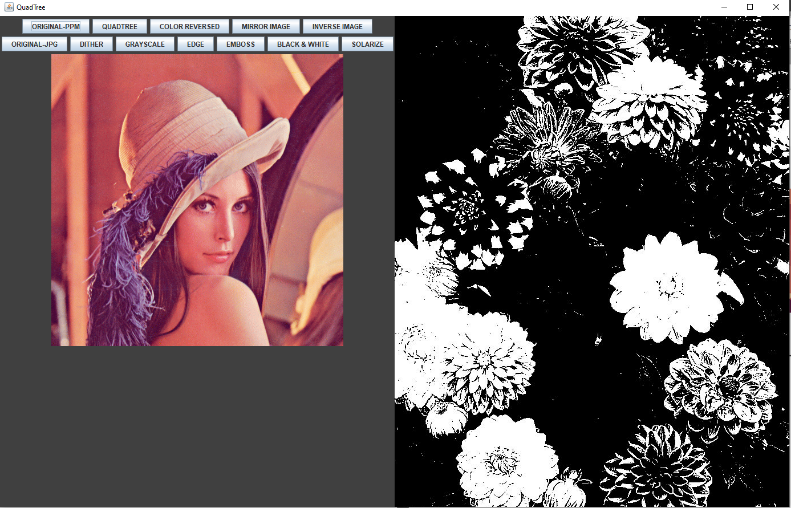 QuadTree
ORIGINAL-PPM QUADTREE COLOR REVERSED MIRROR IMAGE INVERSE IMAGE
ORIGINAL-JPG DITHER GRAYSCALE EDGE EMBOSS BLACK & WHITE SOLARIZE